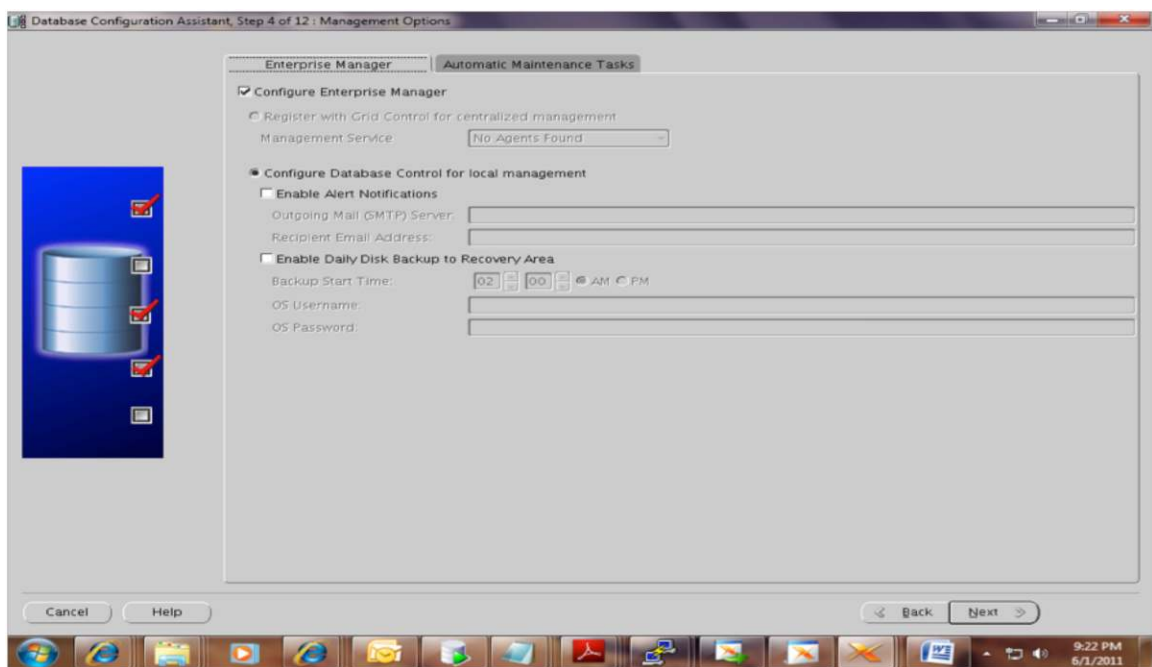 Database Configuration Assistant, Step 4 of 12 : Management Options
Enterprise Manager
Automatic Maintenance Tasks
Configure Enterprise Manager
Register with Grid Control for centralized management
Management Service No Agents Found
Configure Database Control for local management
Enable Alert Notifications
Outgoing Mail (SMTP) Server:
Recipient Email Address:
Enable Daily Disk Backup to Recovery Area
Backup Start Time: 02 00 AM PM
OS Username:
OS Password:
Cancel
Help
Back
Next
9:22 PM
6/1/2011